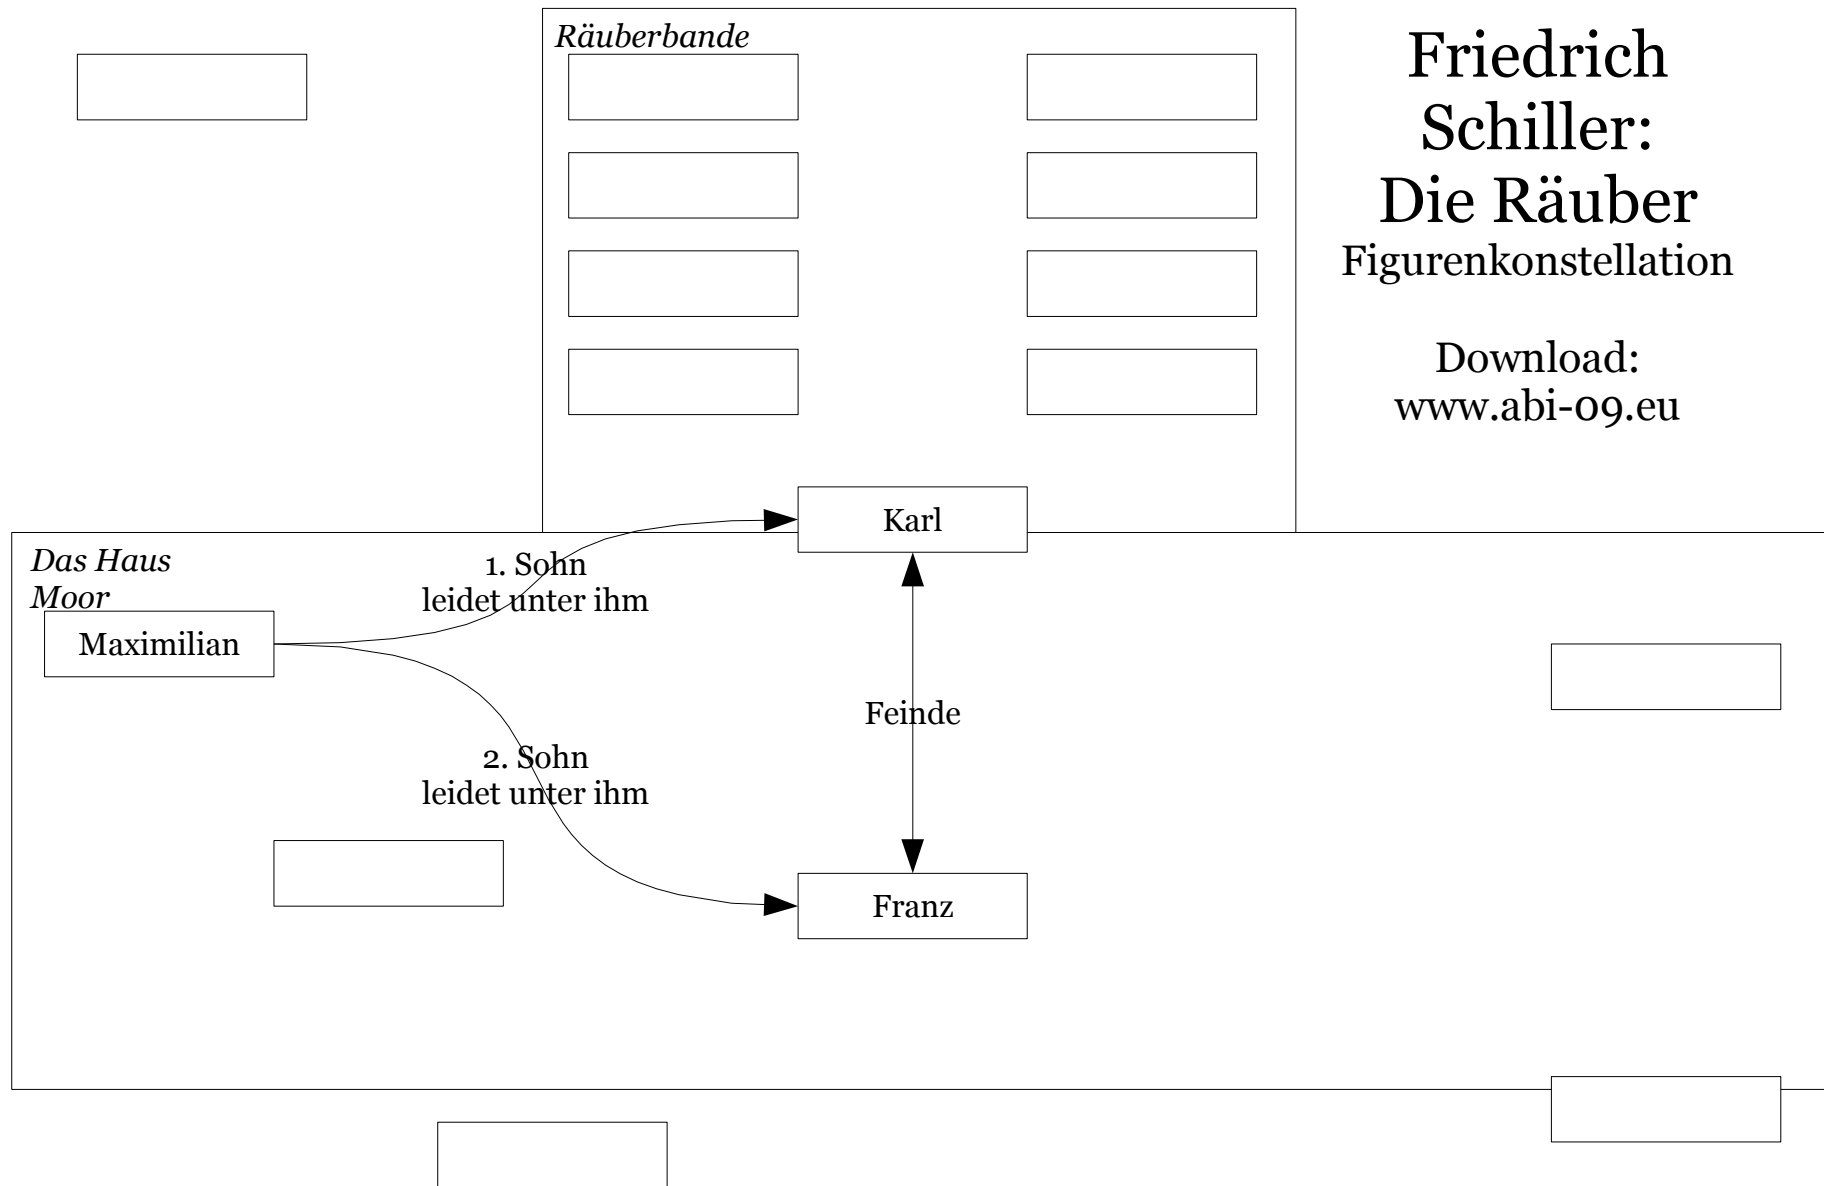 Räuberbande
Friedrich
Schiller:
Die Räuber
Figurenkonstellation
Download:
www.abi-09.eu
Karl
Das Haus
Moor
1. Sohn
leidet unter ihm
Maximilian
Feinde
2. Sohn
leidet unter ihm
Franz